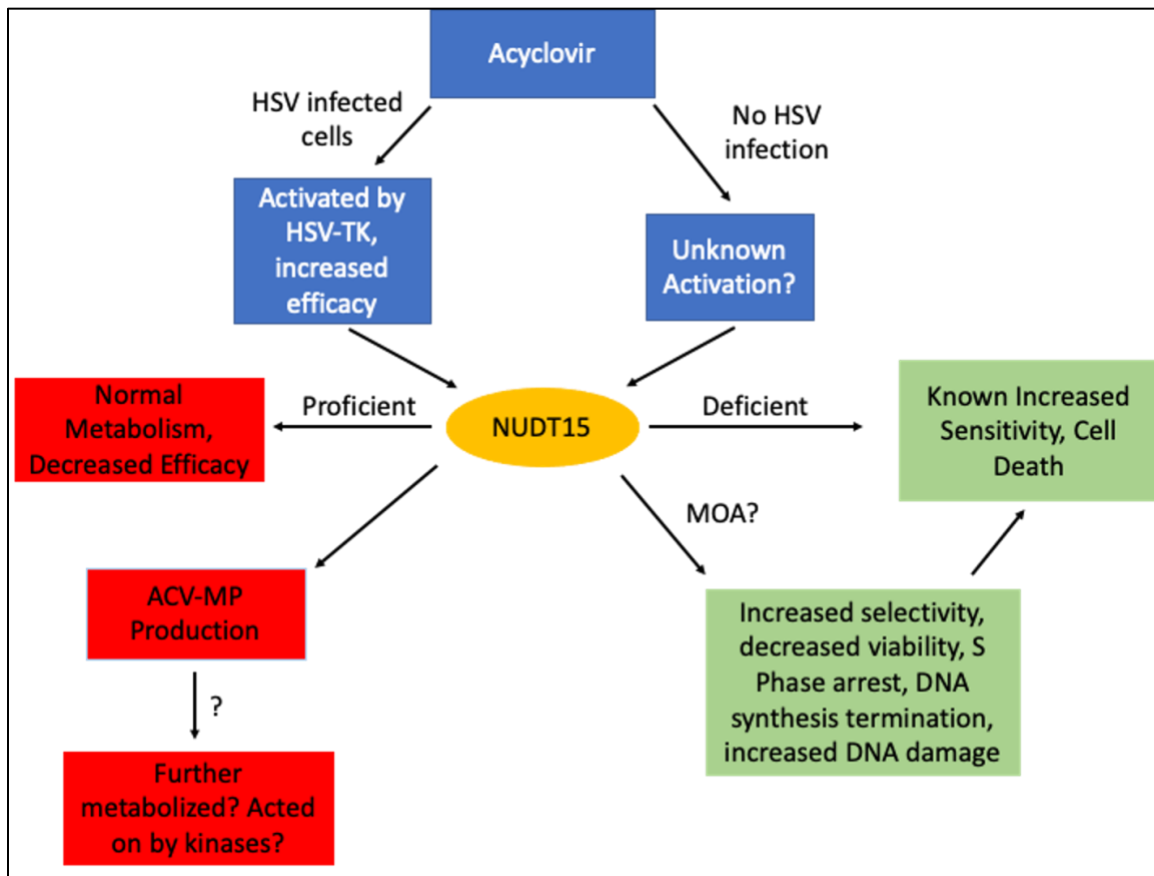 Acyclovir
HSV infected
cells
No HSV
infection
Activated by
HSV-TK,
increased
efficacy
Unknown
Activation?
Normal
Metabolism,
Decreased Efficacy
Proficient
NUDT15
Deficient
Known Increased
Sensitivity, Cell
Death
MOA?
ACV-MP
Production
Increased selectivity,
decreased viability, S
Phase arrest, DNA
synthesis termination,
increased DNA damage
?
Further
metabolized? Acted
on by kinases?